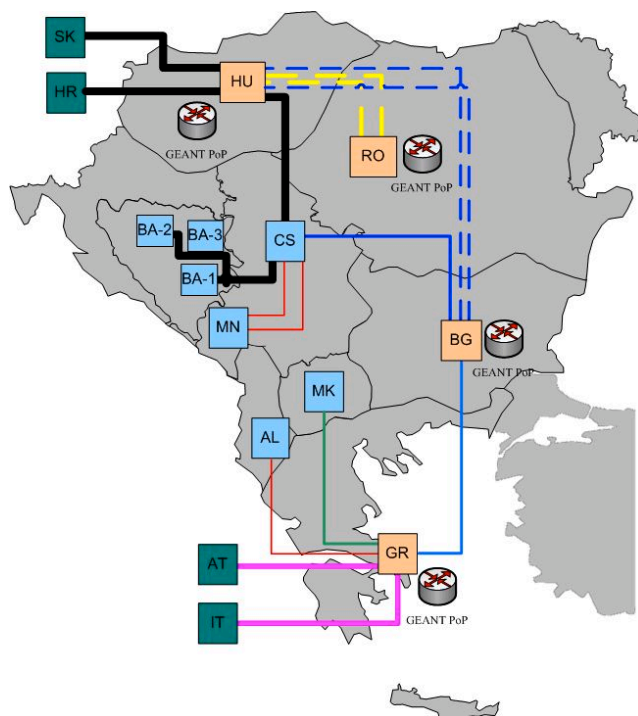 SK
HU
HR
GEANT PoP
RO
GEANT PoP
BA-2
BA-3
CS
BA-1
MN
BG
GEANT PoP
MK
AL
GR
AT
GEANT PoP
IT